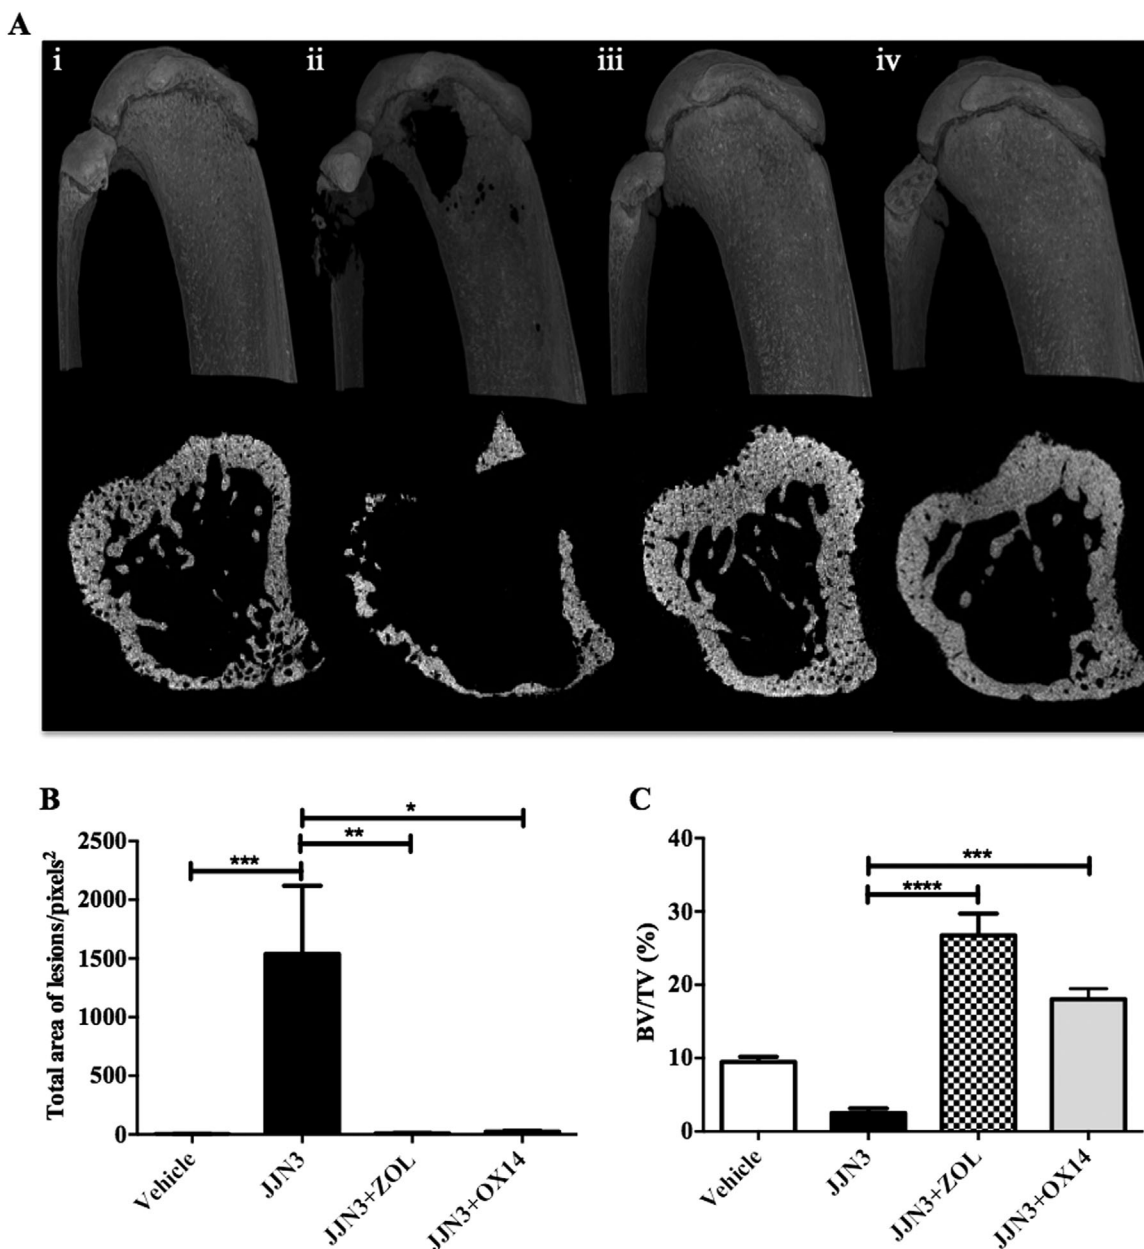 A
i ii iii iv
B
Total area of lesions/pixels²
2500
2000
1500
1000
500
0
***
**
*
Vehicle
JJN3
JJN3+ZOL
JJN3+OX14
C
BV/TV (%)
40
30
20
10
0
****
***
Vehicle
JJN3
JJN3+ZOL
JJN3+OX14